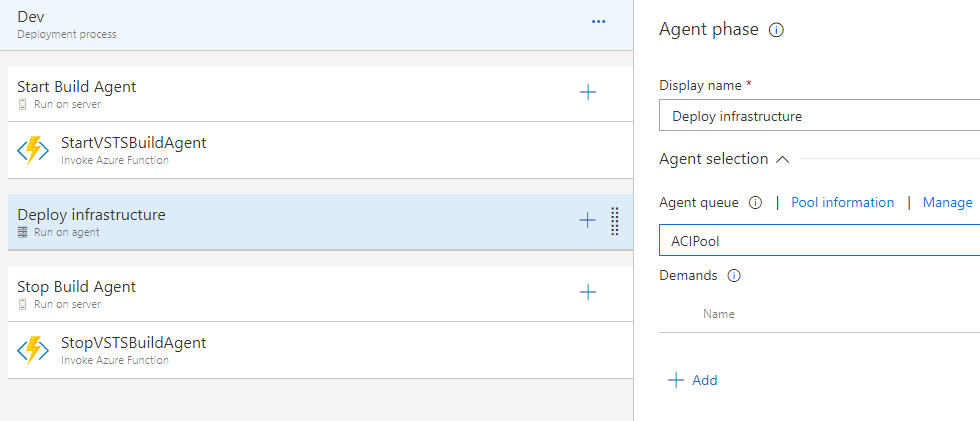 Dev
Deployment process
Start Build Agent
Run on server
StartVSTSBuildAgent
Invoke Azure Function
Deploy infrastructure
Run on agent
Stop Build Agent
Run on server
StopVSTSBuildAgent
Invoke Azure Function
Agent phase
Display name *
Deploy infrastructure
Agent selection
Agent queue | Pool information | Manage
ACIPool
Demands
Name
Add